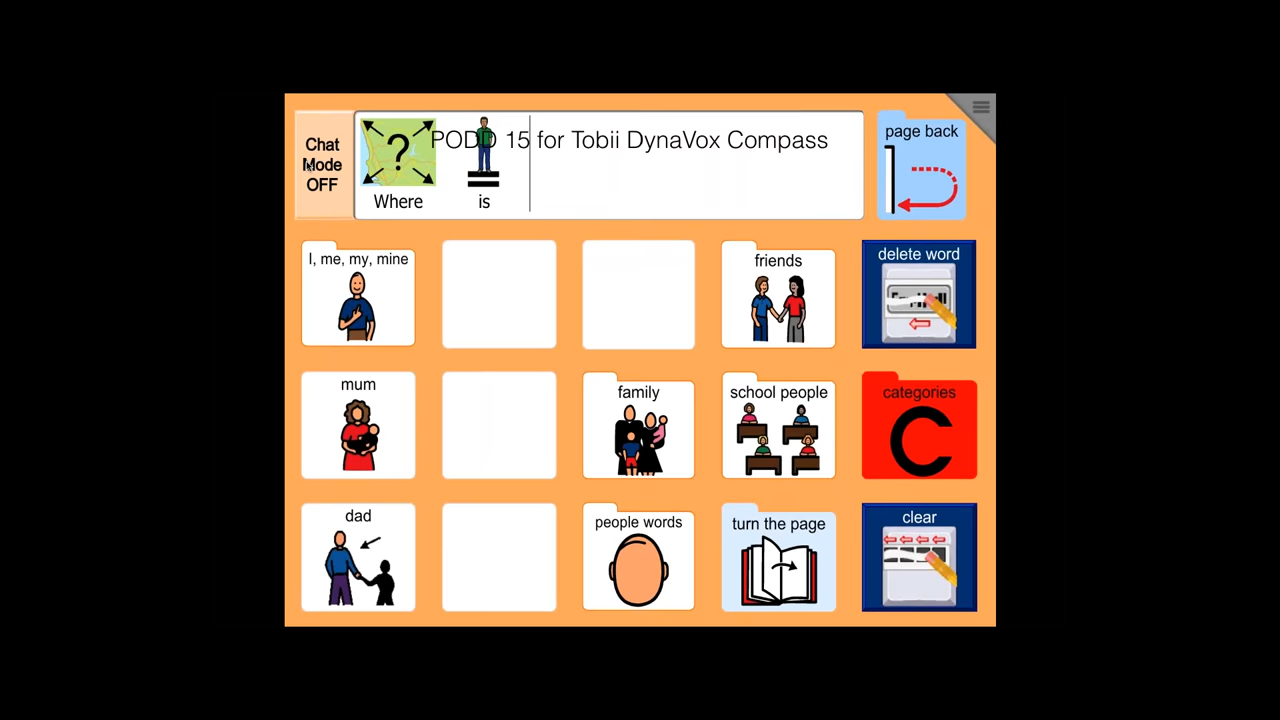 Chat
Mode
OFF
PODD 15 for Tobii DynaVox Compass
?
Where is
page back
I, me, my, mine
friends
delete word
mum
family
school people
categories
C
dad
people words
turn the page
clear